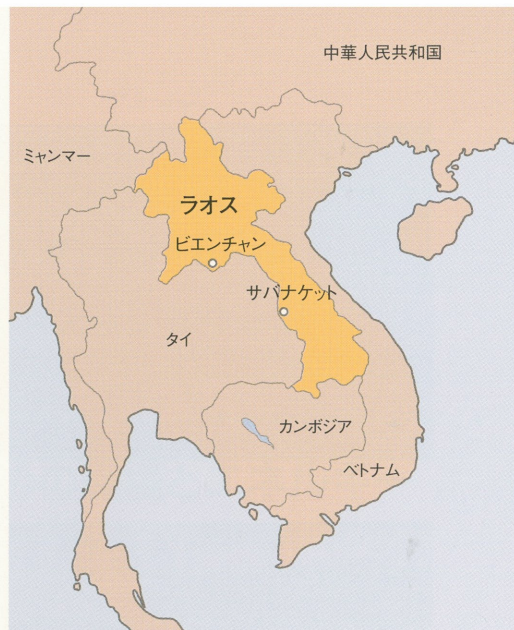 中華人民共和国
ミャンマー
ラオス
ビエンチャン
サバナケット
タイ
カンボジア
ベトナム